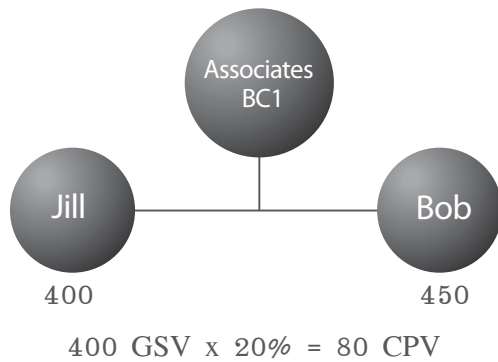 Associates
BC1
Jill
Bob
400
450
400 GSV x 20% = 80 CPV